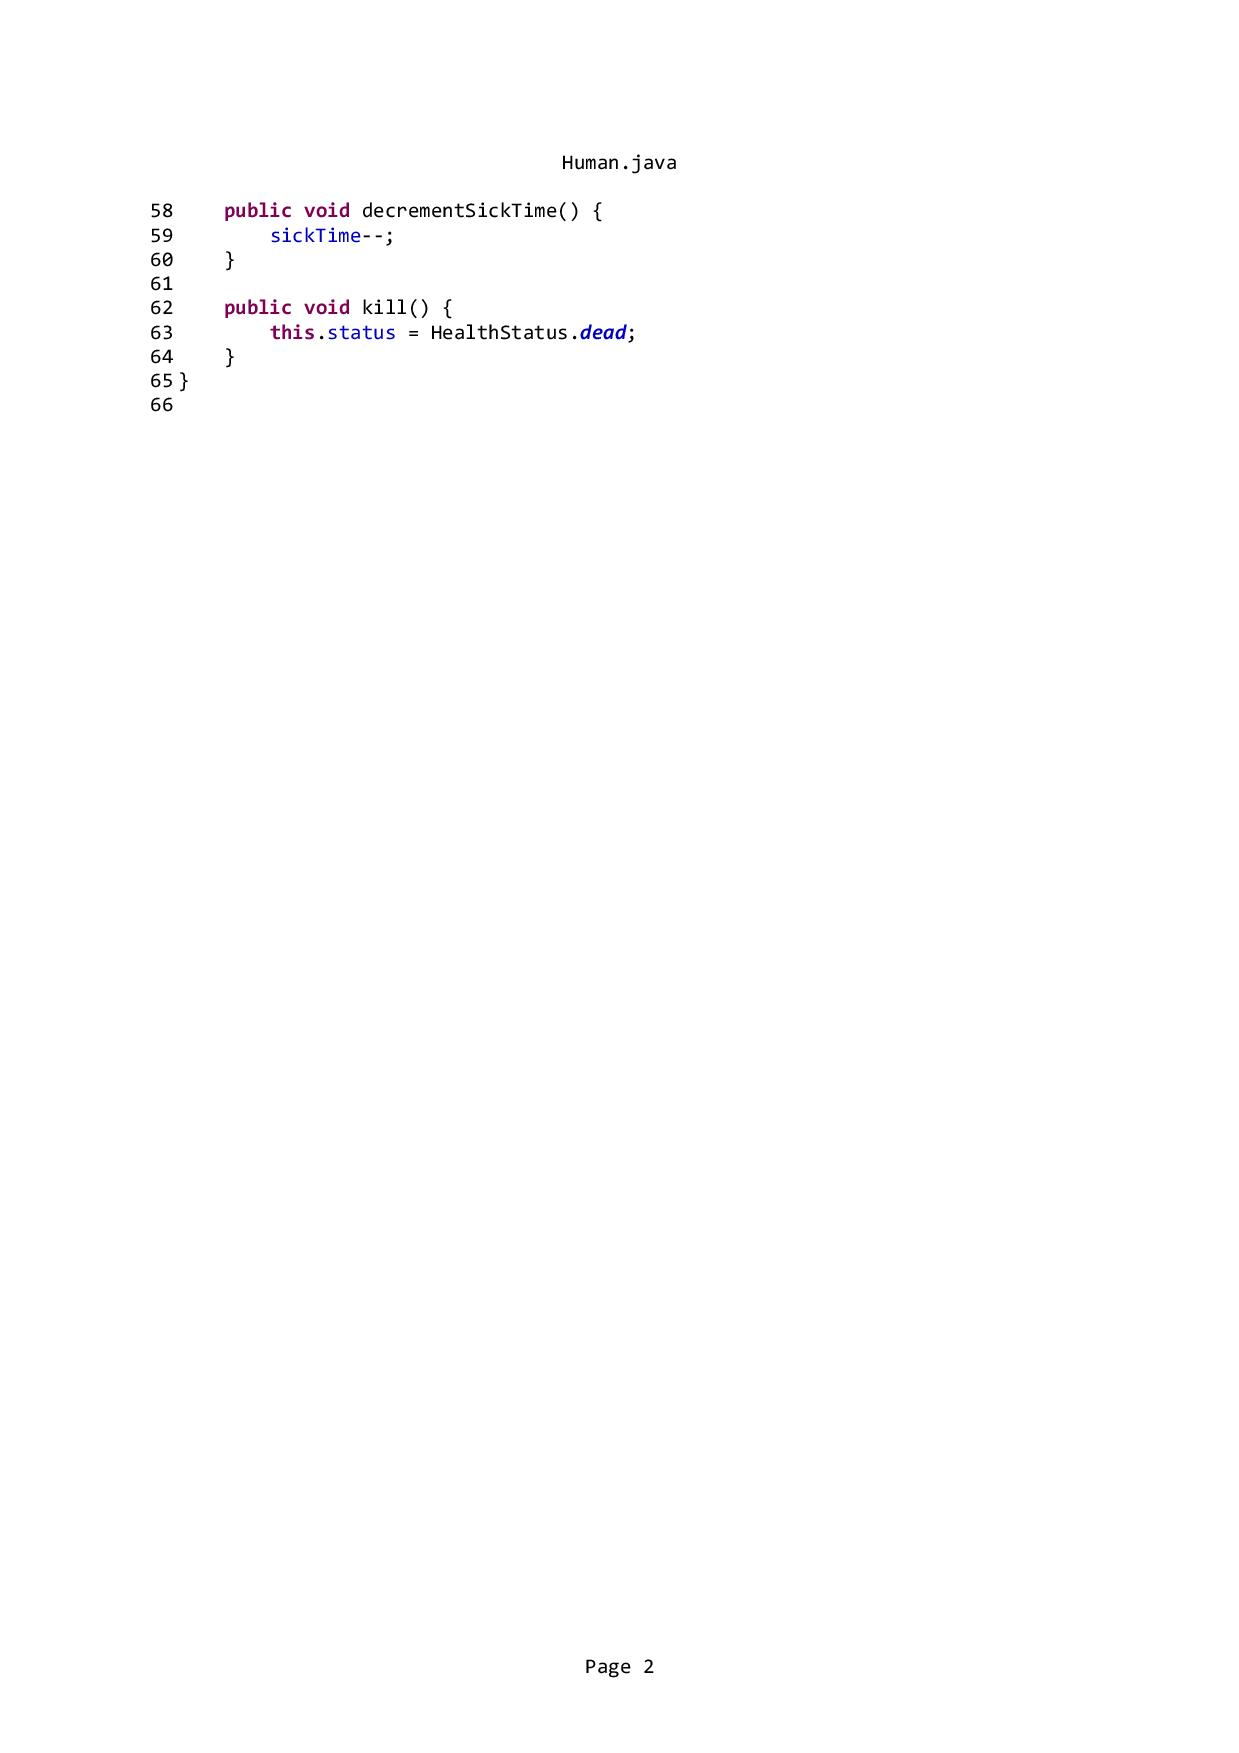 Human.java
58    public void decrementSickTime() {
59        sickTime--;
60    }
61
62    public void kill() {
63        this.status = HealthStatus.dead;
64    }
65 }
66
Page 2